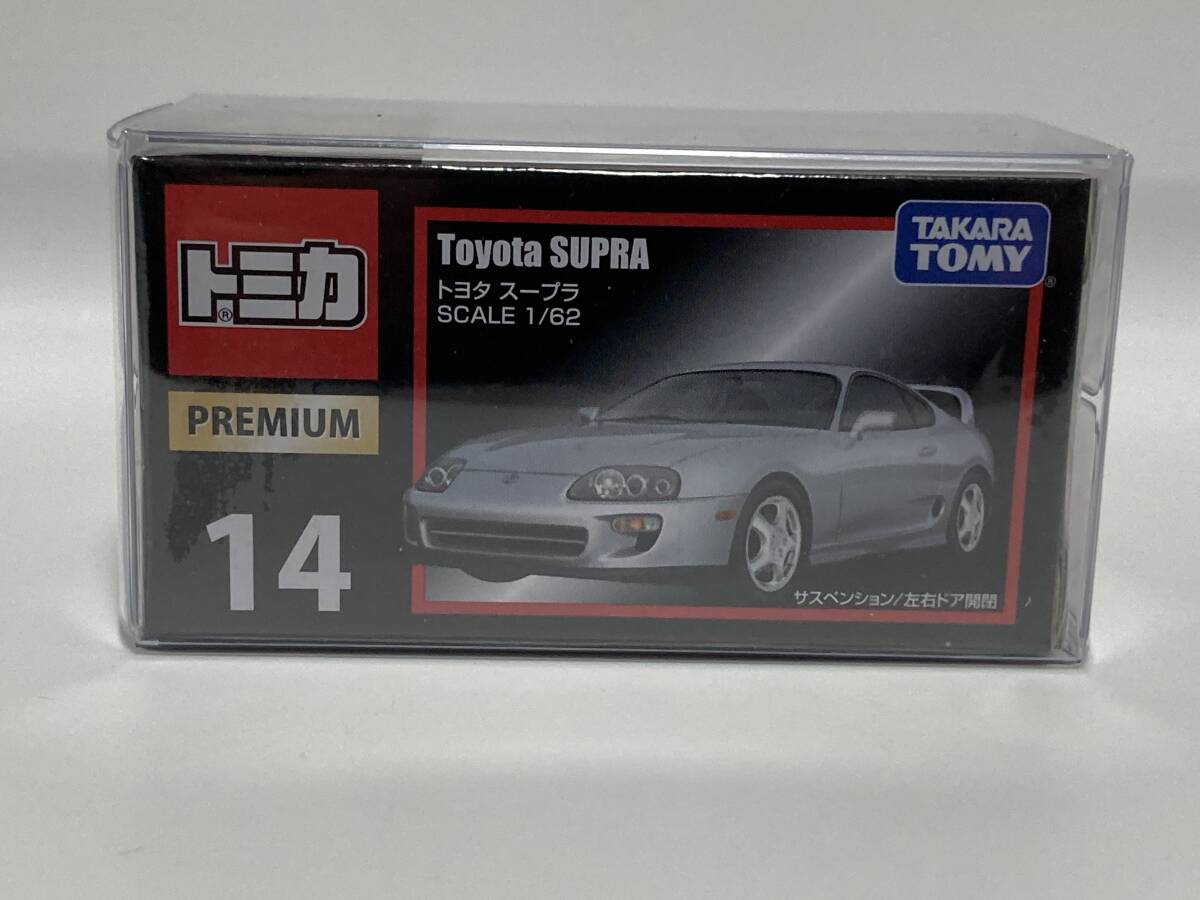 トミカ
®
PREMIUM
14
Toyota SUPRA
トヨタ スープラ
SCALE 1/62
TAKARA
TOMY
®
サスペンション/左右ドア開閉